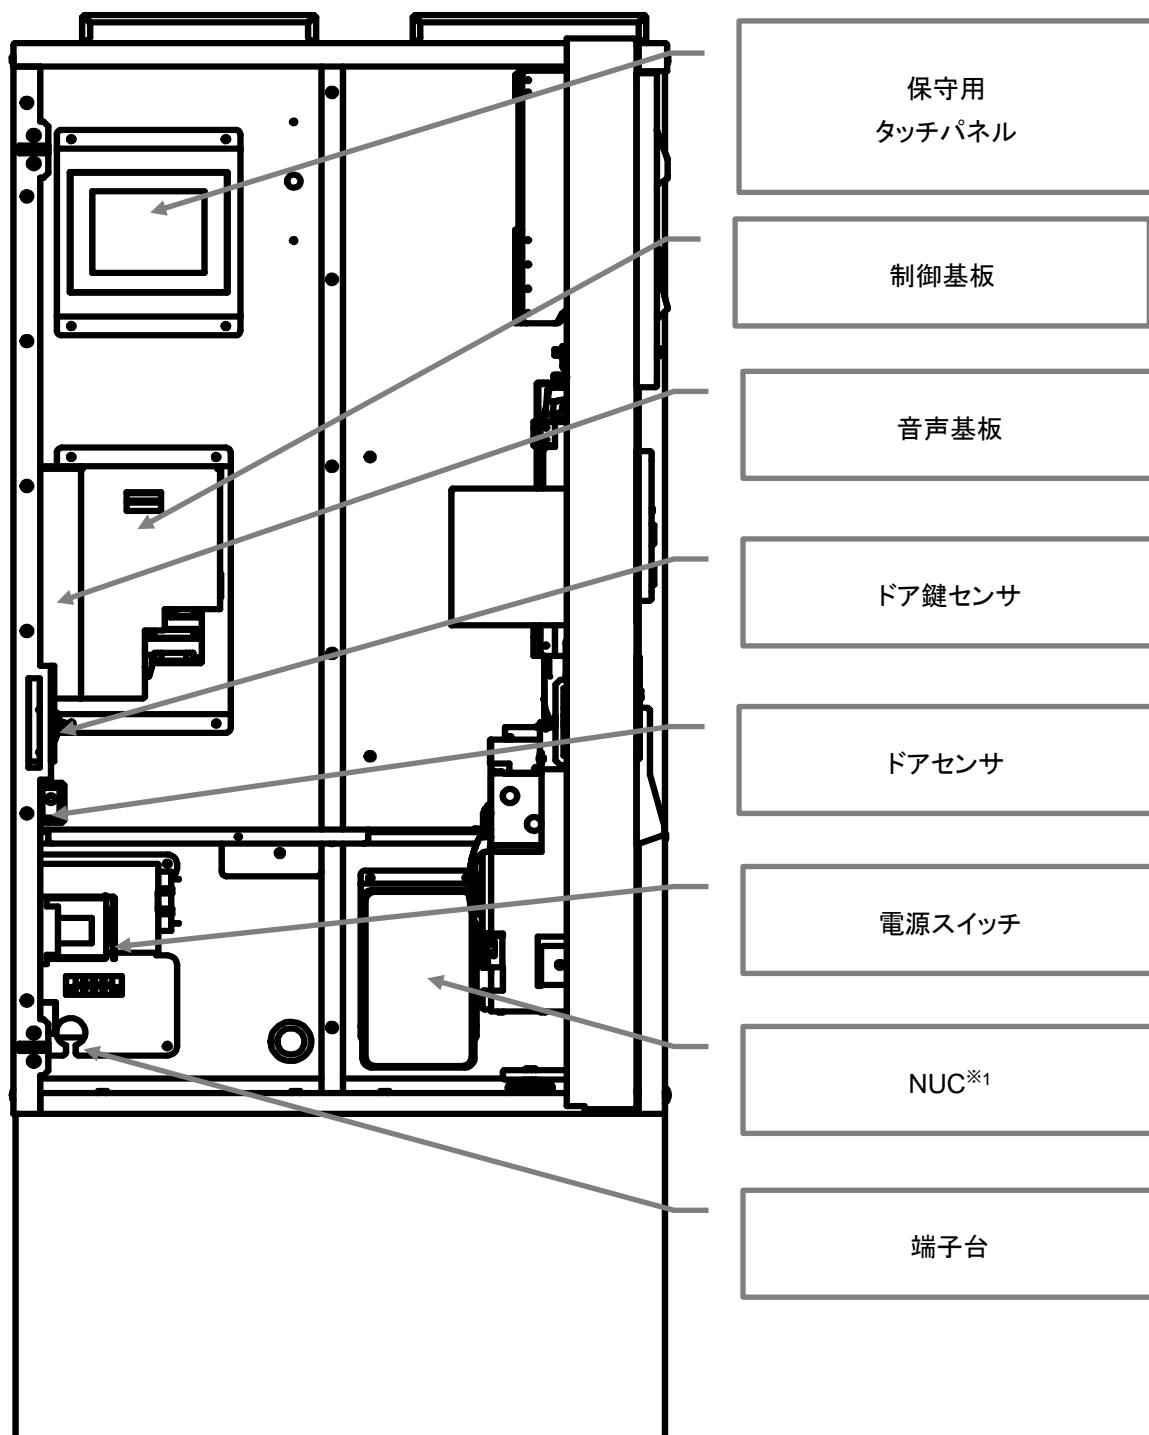 保守用
タッチパネル
制御基板
音声基板
ドア鍵センサ
ドアセンサ
電源スイッチ
NUC※1
端子台